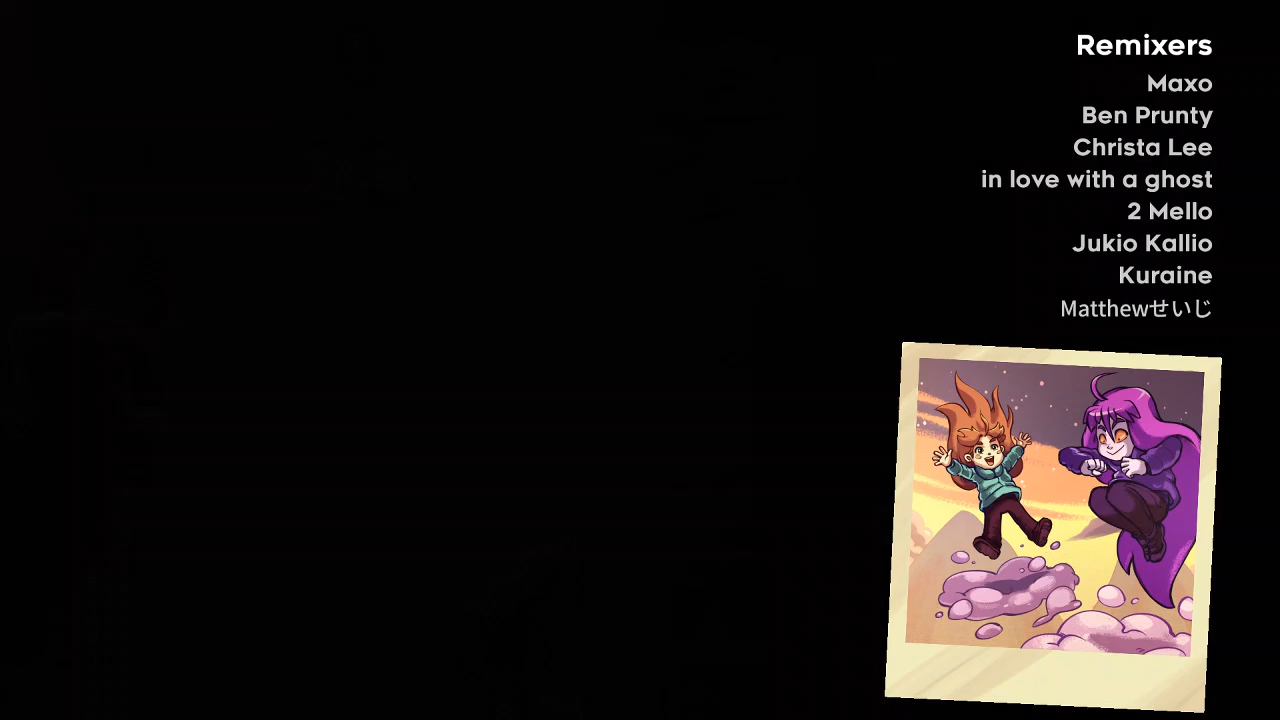 Remixers
Maxo
Ben Prunty
Christa Lee
in love with a ghost
2 Mello
Jukio Kallio
Kuraine
Matthewせいじ